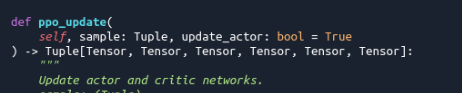 def ppo_update(
self, sample: Tuple, update_actor: bool = True
) -> Tuple[Tensor, Tensor, Tensor, Tensor, Tensor, Tensor]:
"""
Update actor and critic networks.